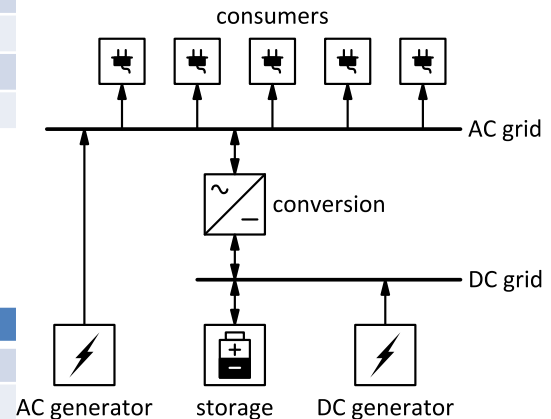 consumers
AC grid
conversion
DC grid
AC generator
storage
DC generator